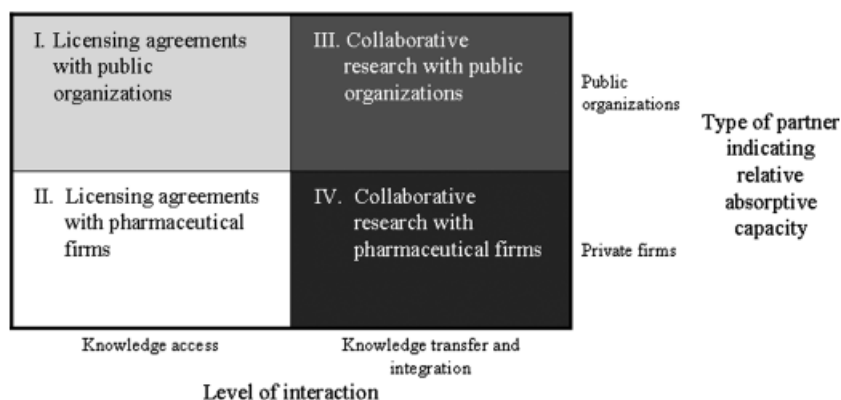 I. Licensing agreements
with public
organizations
III. Collaborative
research with public
organizations
II. Licensing agreements
with pharmaceutical
firms
IV. Collaborative
research with
pharmaceutical firms
Public
organizations
Private firms
Type of partner
indicating
relative
absorptive
capacity
Knowledge access
Knowledge transfer and
integration
Level of interaction